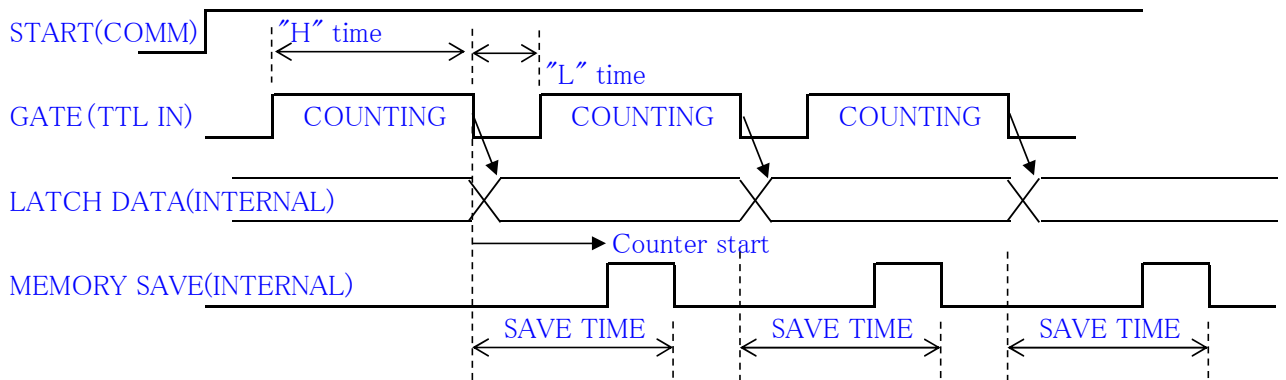 START(COMM)
"H" time
"L" time
GATE(TTL IN)
COUNTING
COUNTING
COUNTING
LATCH DATA(INTERNAL)
Counter start
MEMORY SAVE(INTERNAL)
SAVE TIME
SAVE TIME
SAVE TIME